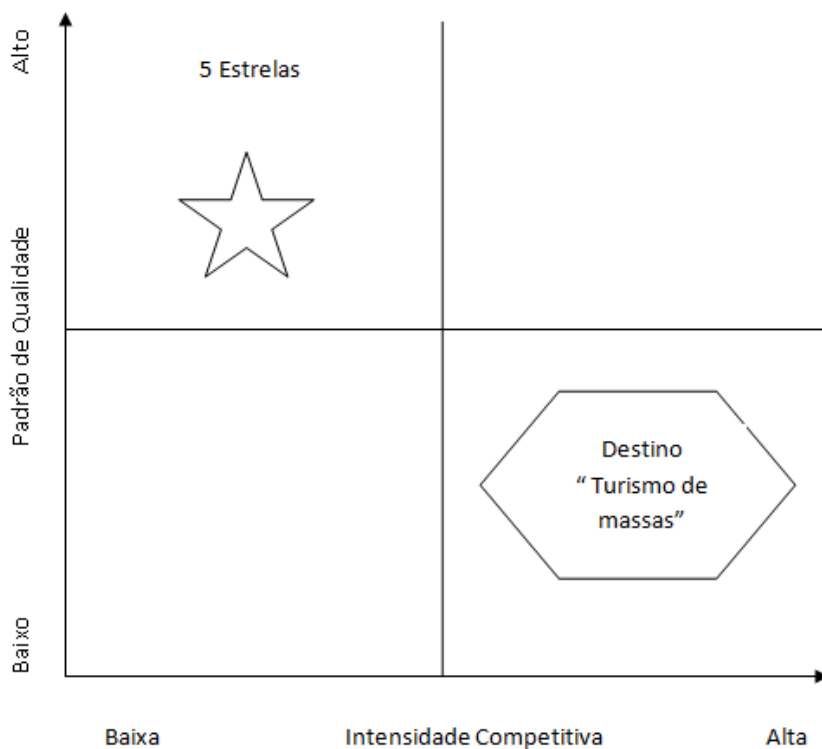 Alto
5 Estrelas
Padrão de Qualidade
Destino
“ Turismo de
massas”
Baixo
Baixa
Intensidade Competitiva
Alta